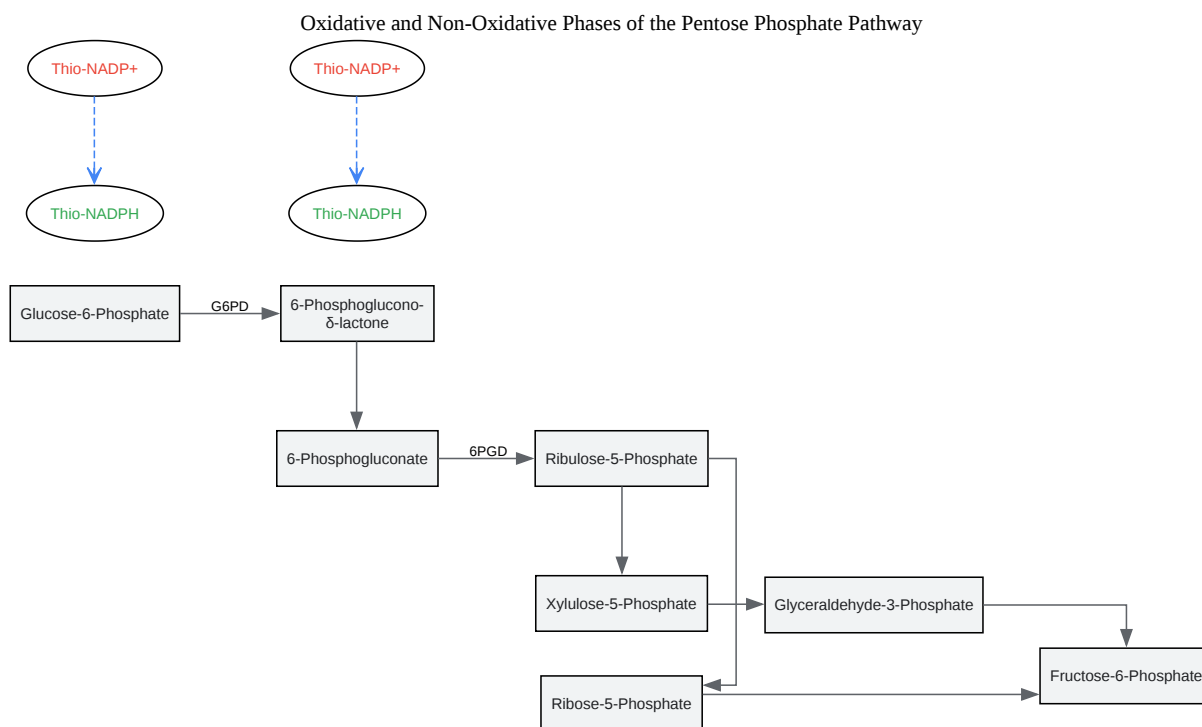 Oxidative and Non-Oxidative Phases of the Pentose Phosphate Pathway
Thio-NADP+
Thio-NADP+
Thio-NADPH
Thio-NADPH
Glucose-6-Phosphate
G6PD
6-Phosphoglucono-
δ-lactone
6-Phosphogluconate
6PGD
Ribulose-5-Phosphate
Xylulose-5-Phosphate
Glyceraldehyde-3-Phosphate
Fructose-6-Phosphate
Ribose-5-Phosphate